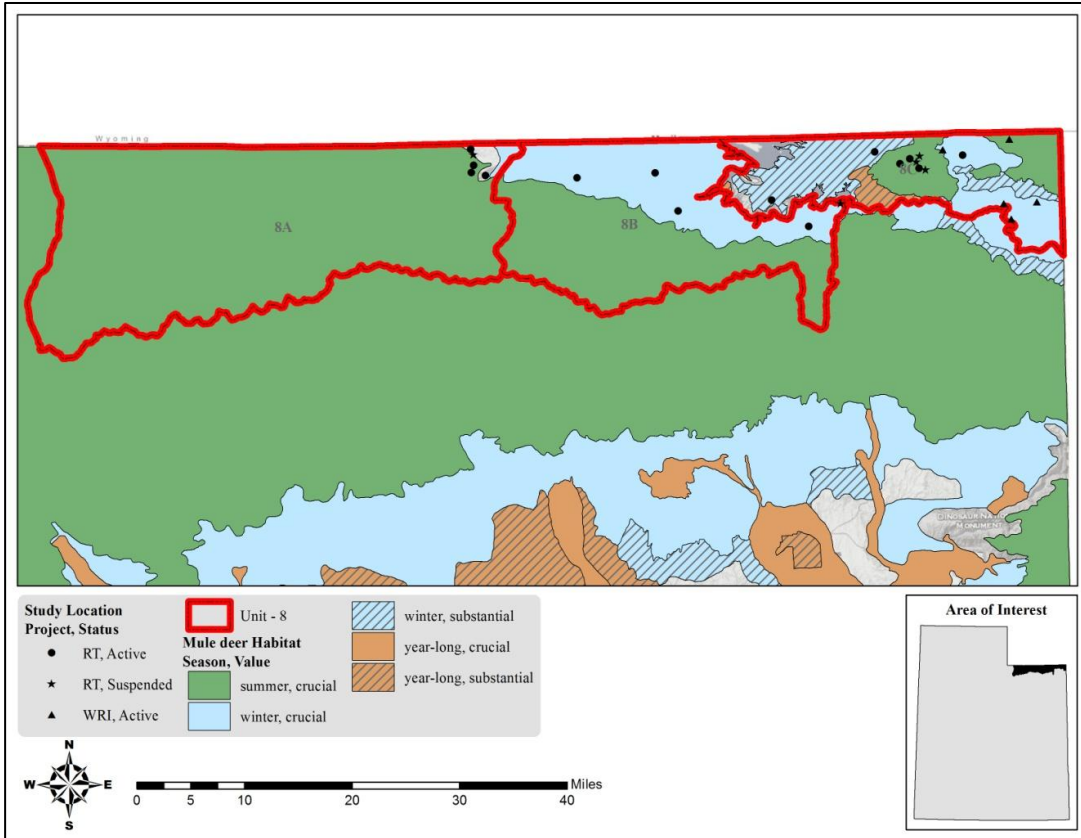 Wyoming
8A
8B
8C
DINOSAUR NATIONAL
MONUMENT
Study Location
Project, Status
RT, Active
RT, Suspended
WRI, Active
Unit - 8
Mule deer Habitat
Season, Value
summer, crucial
winter, crucial
winter, substantial
year-long, crucial
year-long, substantial
Area of Interest
N
W
E
S
0
5
10
20
30
40
Miles